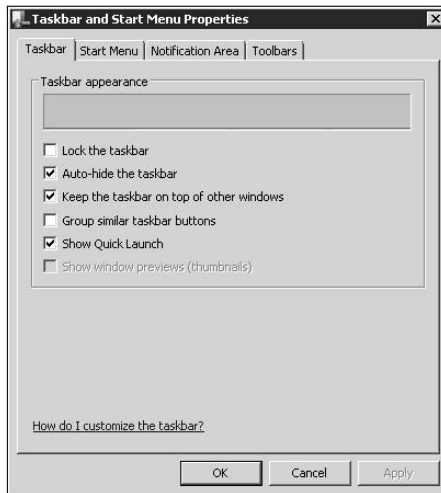 Taskbar and Start Menu Properties
Taskbar
Start Menu
Notification Area
Toolbars
Taskbar appearance
Lock the taskbar
Auto-hide the taskbar
Keep the taskbar on top of other windows
Group similar taskbar buttons
Show Quick Launch
Show window previews (thumbnails)
How do I customize the taskbar?
OK
Cancel
Apply